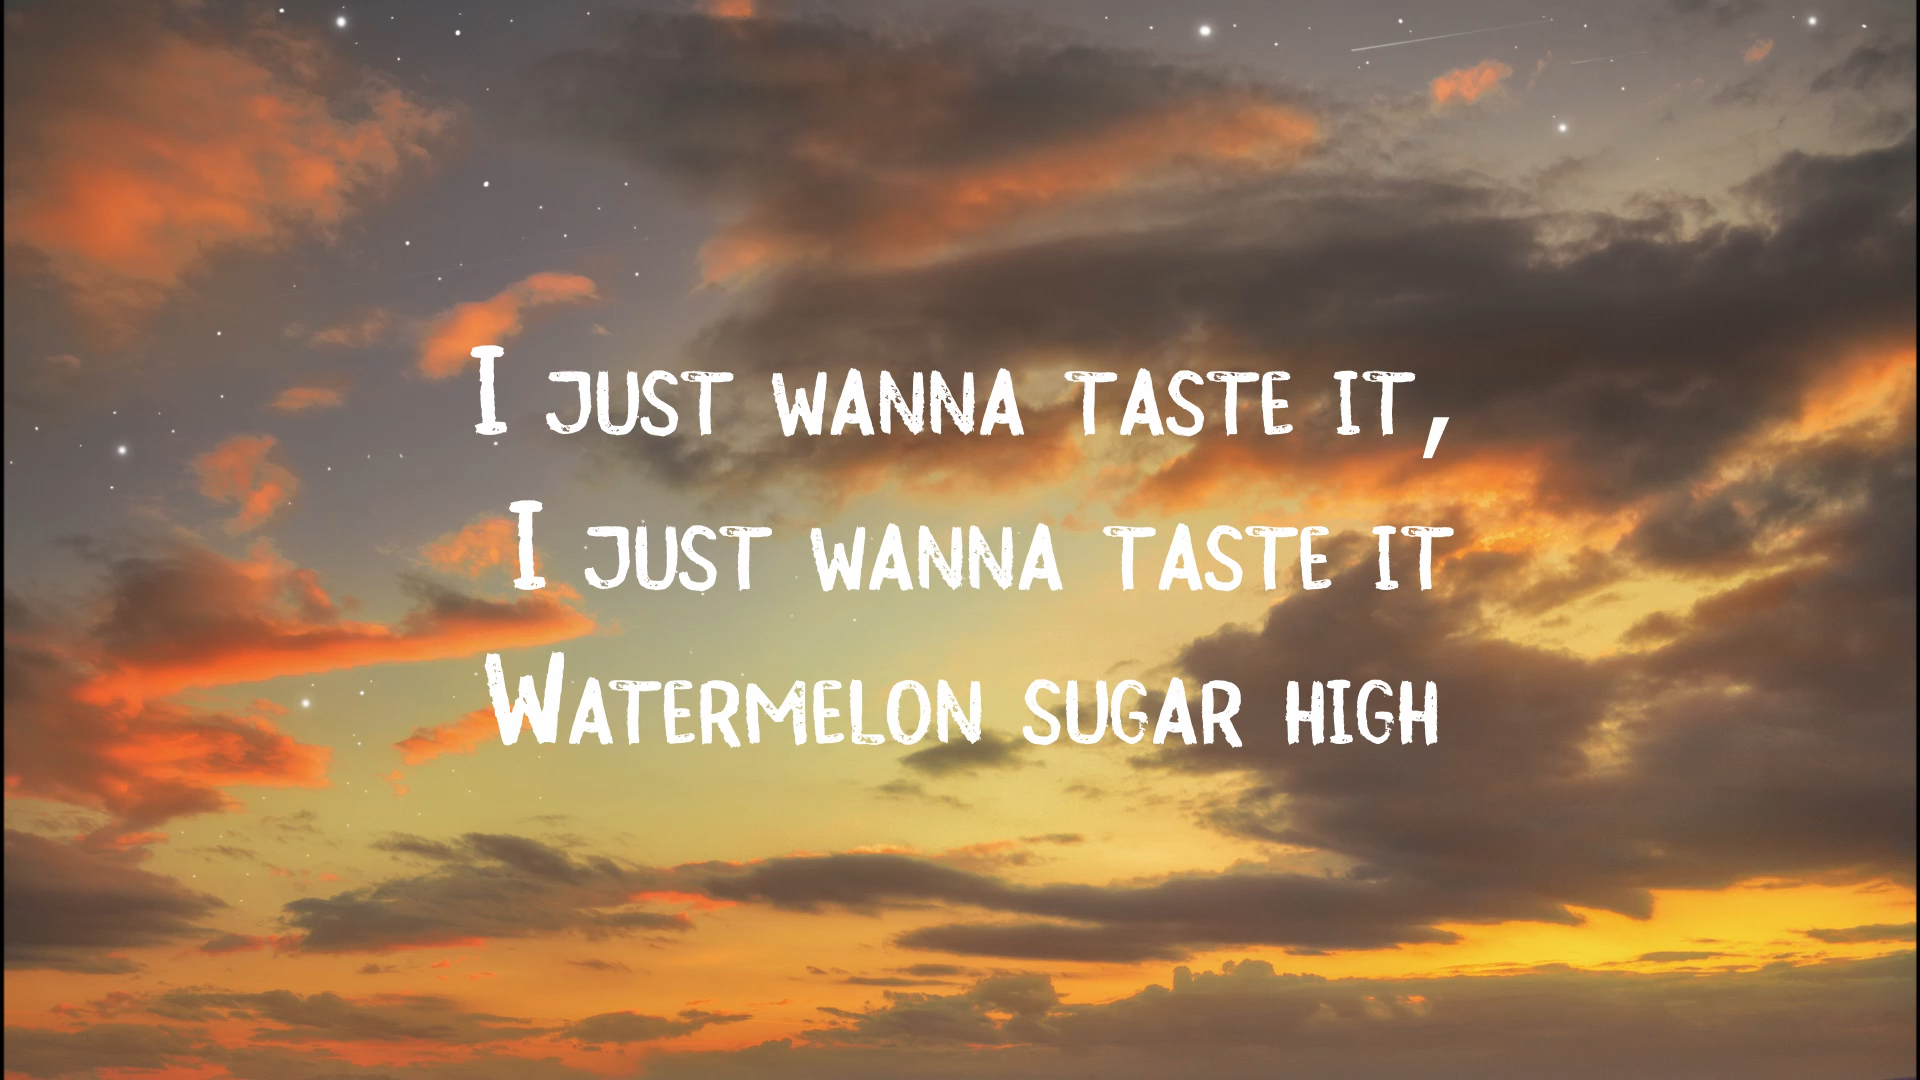 I just wanna taste it,
I just wanna taste it
Watermelon sugar high